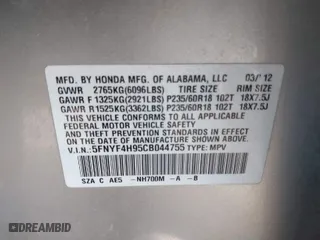 MFD. BY HONDA MFG. OF ALABAMA, LLC 03/12
GVWR 2765KG(6096LBS) TIRE SIZE RIM SIZE
GAWR F 1325KG(2921LBS) P235/60R18 102T 18X7.5J
GAWR R 1525KG(3362LBS) P235/60R18 102T 18X7.5J
THIS VEHICLE CONFORMS TO ALL APPLICABLE
FEDERAL MOTOR VEHICLE SAFETY AND THEFT
PREVENTION STANDARDS IN EFFECT ON THE DATE
OF MANUFACTURE SHOWN ABOVE.
V.I.N.: 5FNYF4H95CB044755 TYPE: MPV
SZA C AE5 -NH700M -A -B